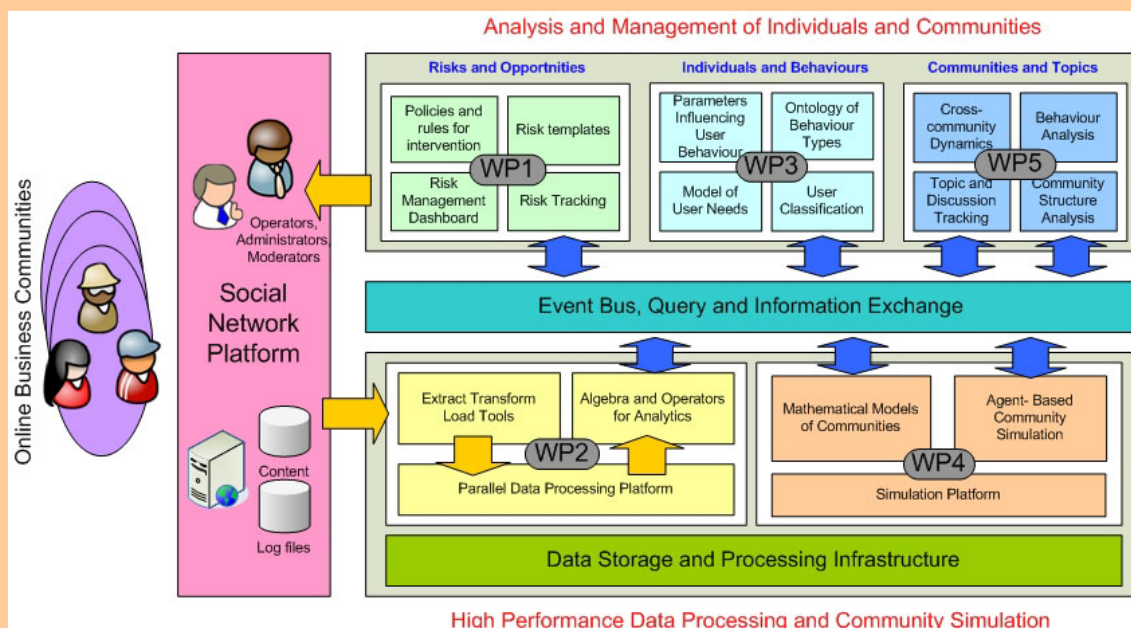 Analysis and Management of Individuals and Communities
Risks and Opportnities
Individuals and Behaviours
Communities and Topics
Policies and
rules for
intervention
Risk templates
WP1
Risk
Management
Dashboard
Risk Tracking
Parameters
Influencing
User
Behaviour
Ontology of
Behaviour
Types
WP3
Model of
User Needs
User
Classification
Cross-
community
Dynamics
Behaviour
Analysis
WP5
Topic and
Discussion
Tracking
Community
Structure
Analysis
Operators,
Administrators,
Moderators
Social
Network
Platform
Content
Log files
Online Business Communities
Event Bus, Query and Information Exchange
Extract Transform
Load Tools
Algebra and Operators
for Analytics
WP2
Parallel Data Processing Platform
Mathematical Models
of Communities
Agent- Based
Community
Simulation
WP4
Simulation Platform
Data Storage and Processing Infrastructure
High Performance Data Processing and Community Simulation